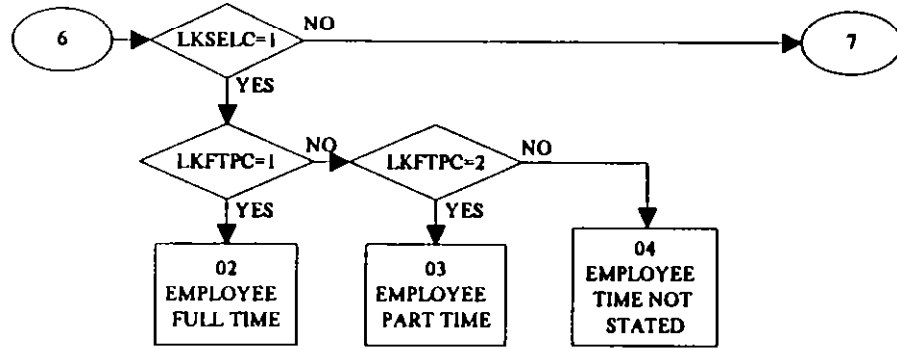 6
LKSELC=1
NO
7
YES
LKFTPC=1
NO
LKFTPC=2
NO
YES
YES
02
EMPLOYEE
FULL TIME
03
EMPLOYEE
PART TIME
04
EMPLOYEE
TIME NOT
STATED